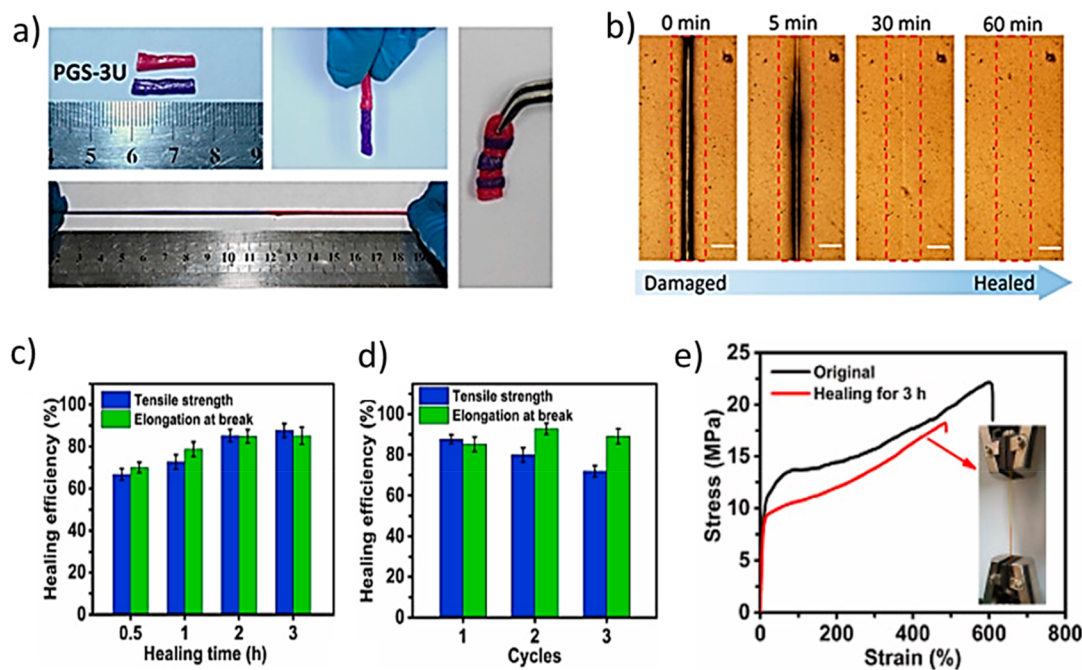 a)
PGS-3U
4 5 6 7 8 9
2 3 4 5 6 7 8 9 10 11 12 13 14 15 16 17 18 19
b)
0 min 5 min 30 min 60 min
Damaged Healed
c)
Healing efficiency (%)
100
80
60
40
20
0
Tensile strength
Elongation at break
0.5 1 2 3
Healing time (h)
d)
Healing efficiency (%)
100
80
60
40
20
0
Tensile strength
Elongation at break
1 2 3
Cycles
e)
Stress (MPa)
25
20
15
10
5
0
Original
Healing for 3 h
0 200 400 600 800
Strain (%)